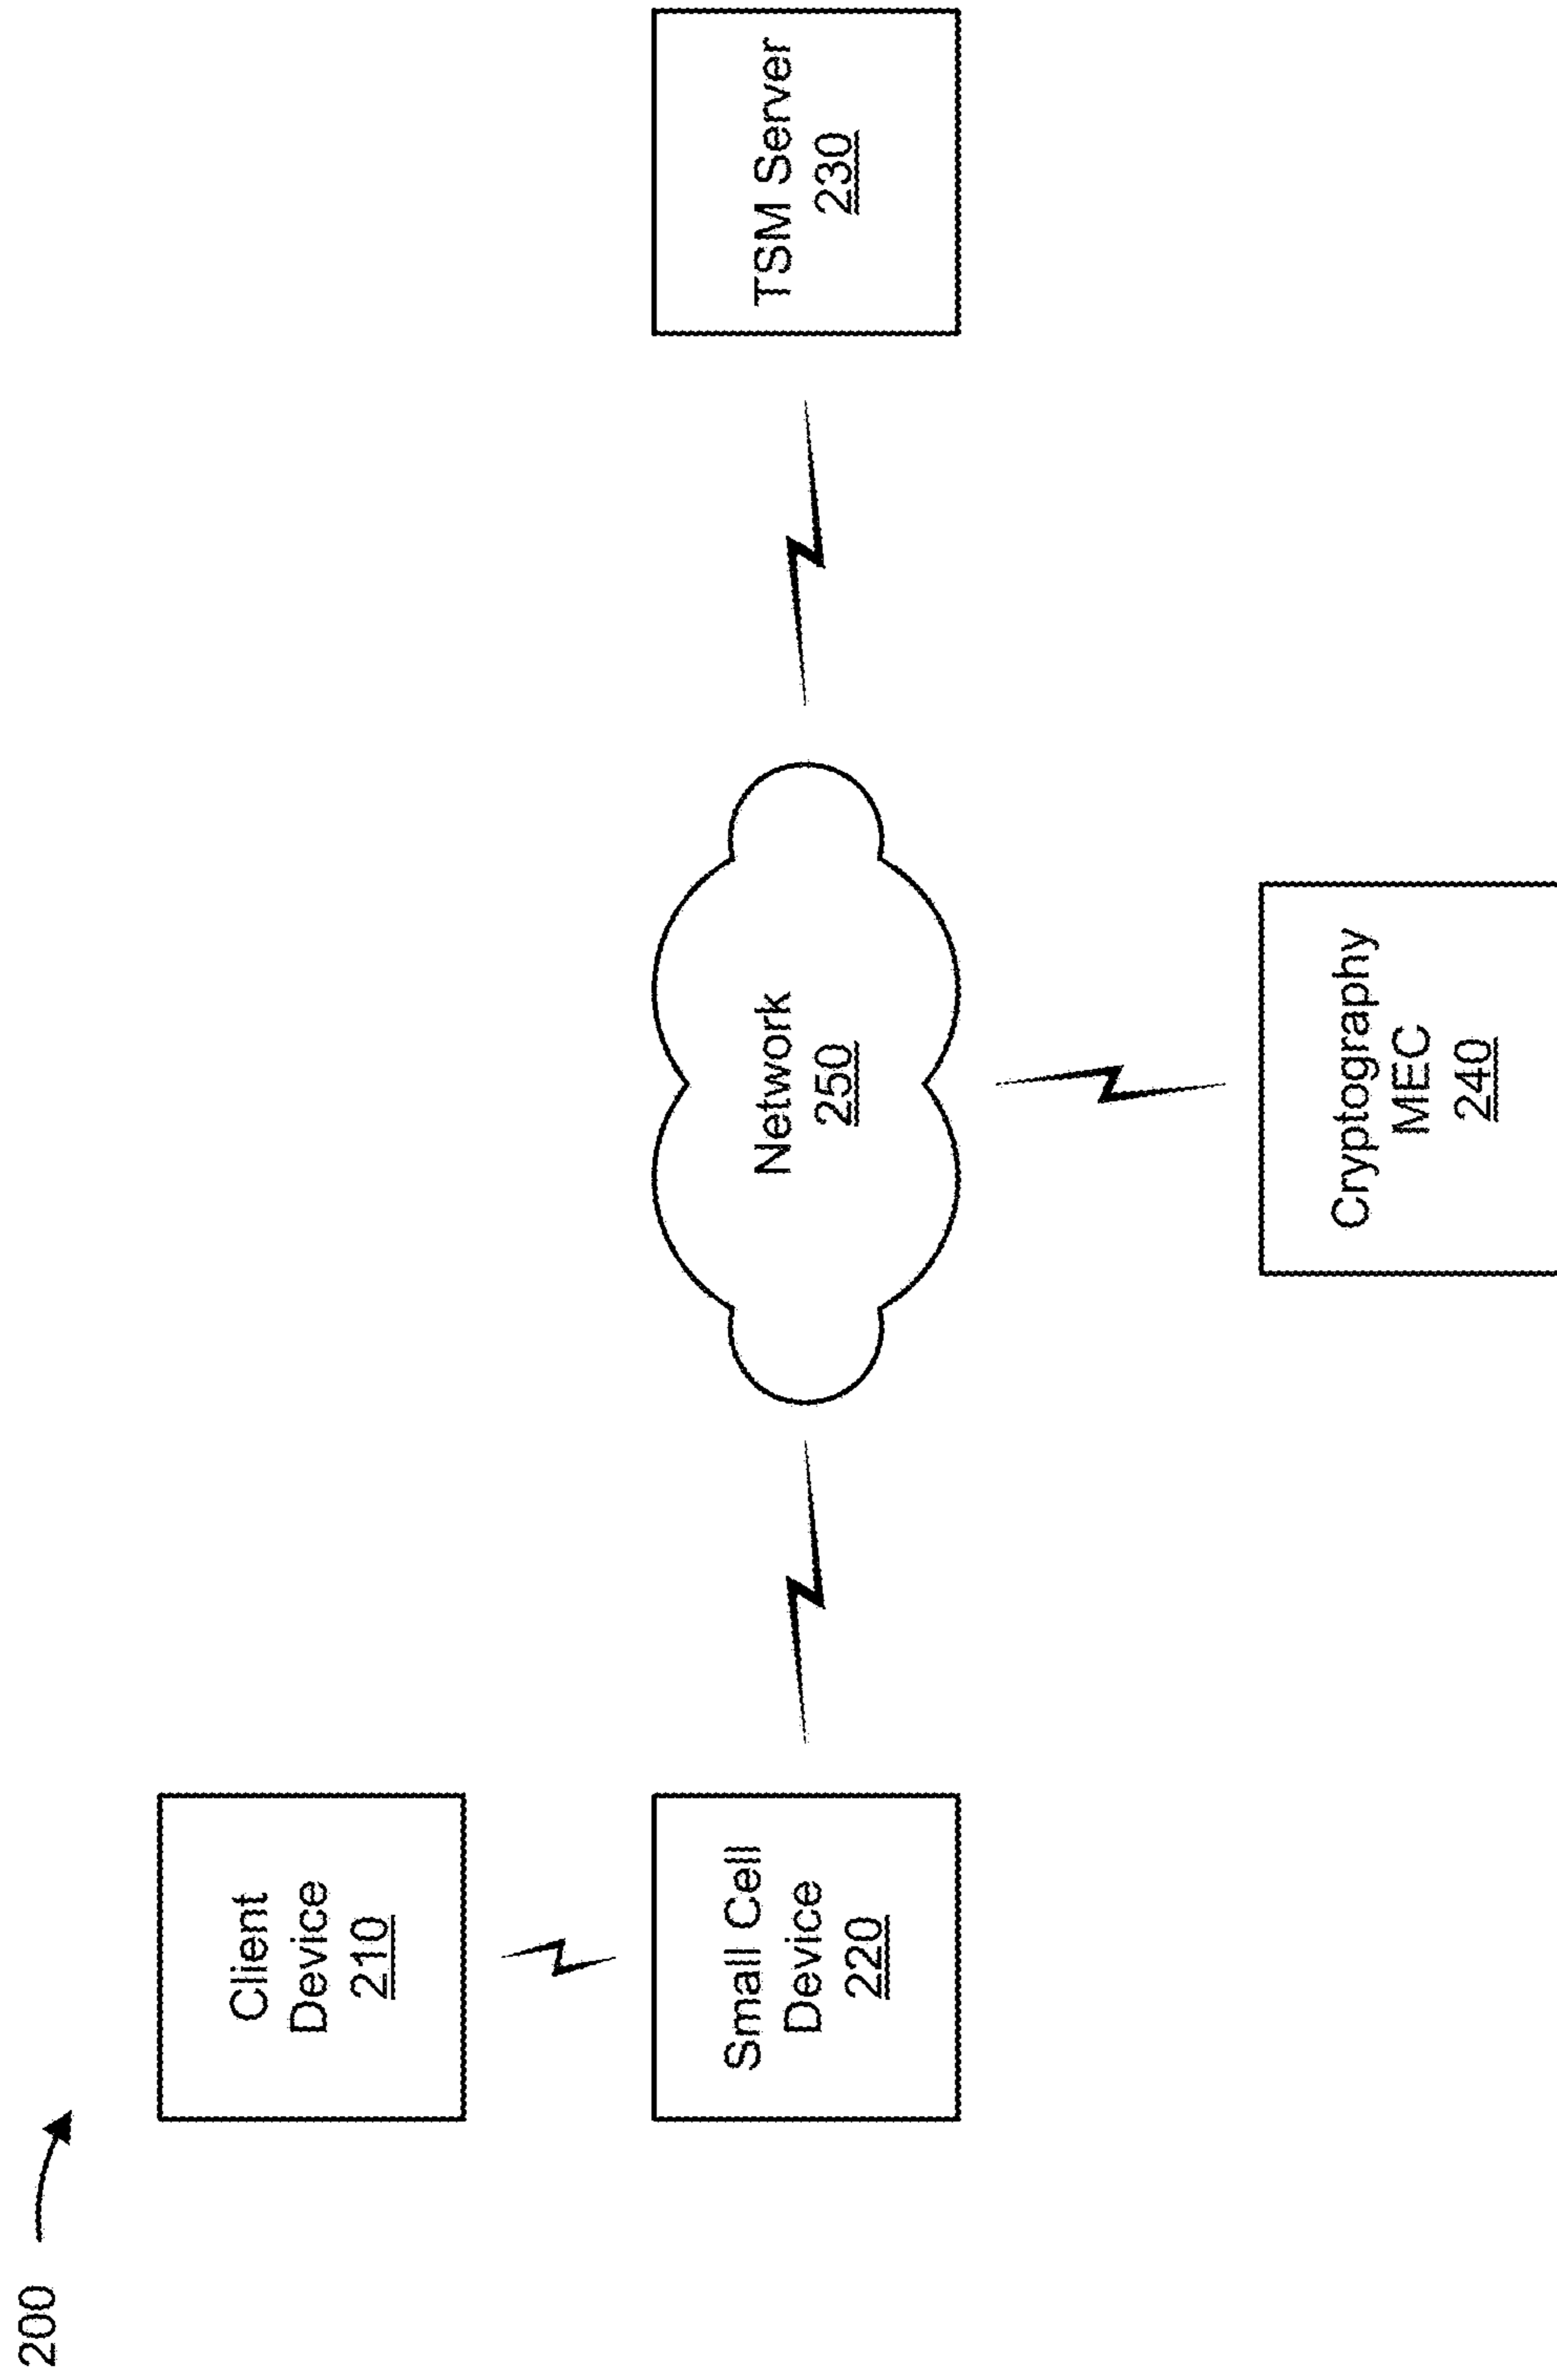 200
Client
Device
210
Small Cell
Device
220
Network
250
TSM Server
230
Cryptography
MEC
240